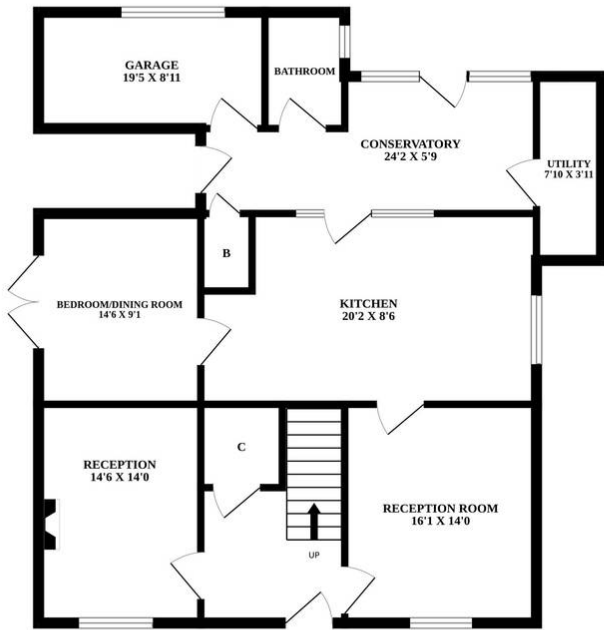 GARAGE
19'5 X 8'11
BATHROOM
CONSERVATORY
24'2 X 5'9
UTILITY
7'10 X 3'11
B
BEDROOM/DINING ROOM
14'6 X 9'1
KITCHEN
20'2 X 8'6
C
RECEPTION
14'6 X 14'0
RECEPTION ROOM
16'1 X 14'0
UP